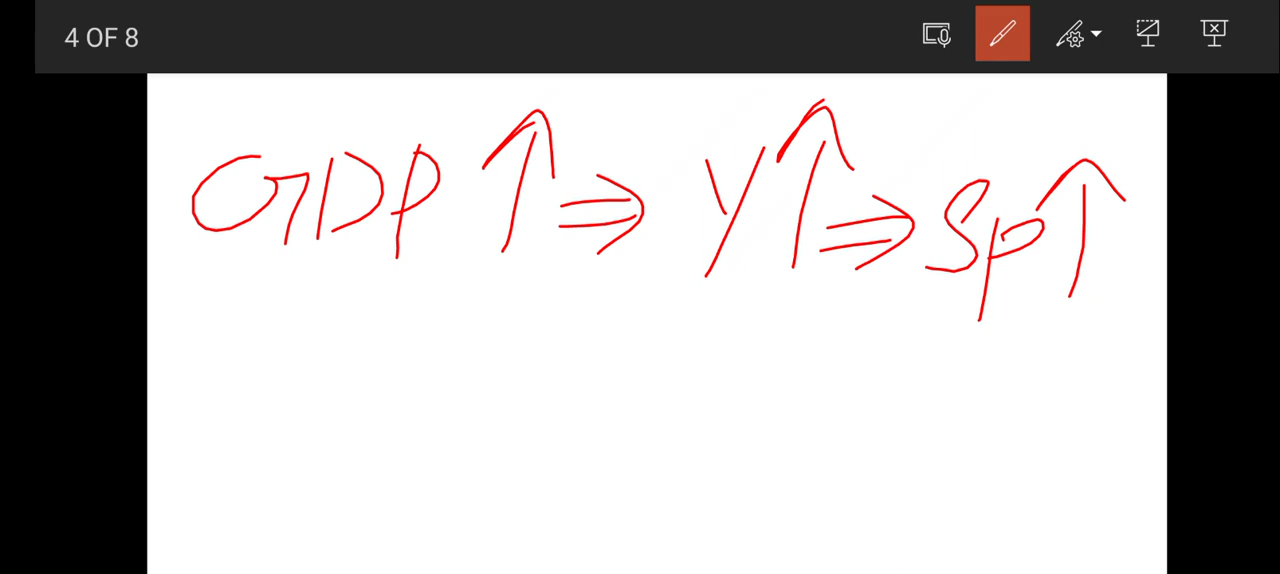 4 OF 8
GDP ↑ ⇒ Y ↑ ⇒ Sp ↑